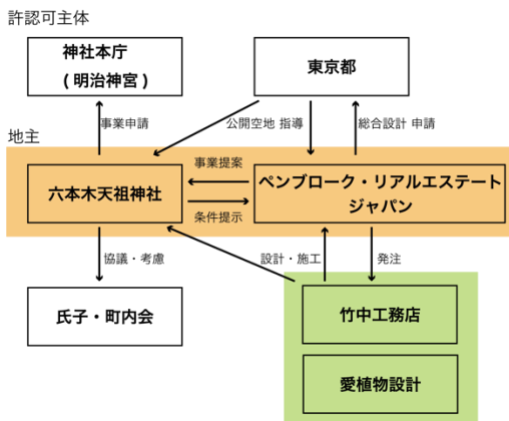 許認可主体
神社本庁
(明治神宮)
東京都
事業申請
公開空地 指導
総合設計 申請
地主
六本木天祖神社
事業提案
条件提示
ペンブローク・リアルエステート
ジャパン
協議・考慮
設計・施工
発注
氏子・町内会
竹中工務店
愛植物設計